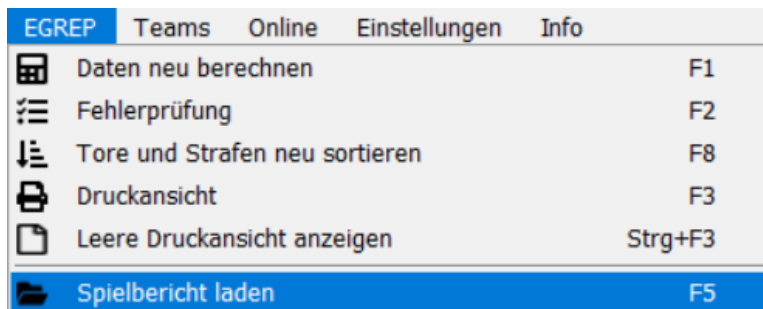 EGREP Teams Online Einstellungen Info
Daten neu berechnen F1
Fehlerprüfung F2
Tore und Strafen neu sortieren F8
Druckansicht F3
Leere Druckansicht anzeigen Strg+F3
Spielbericht laden F5